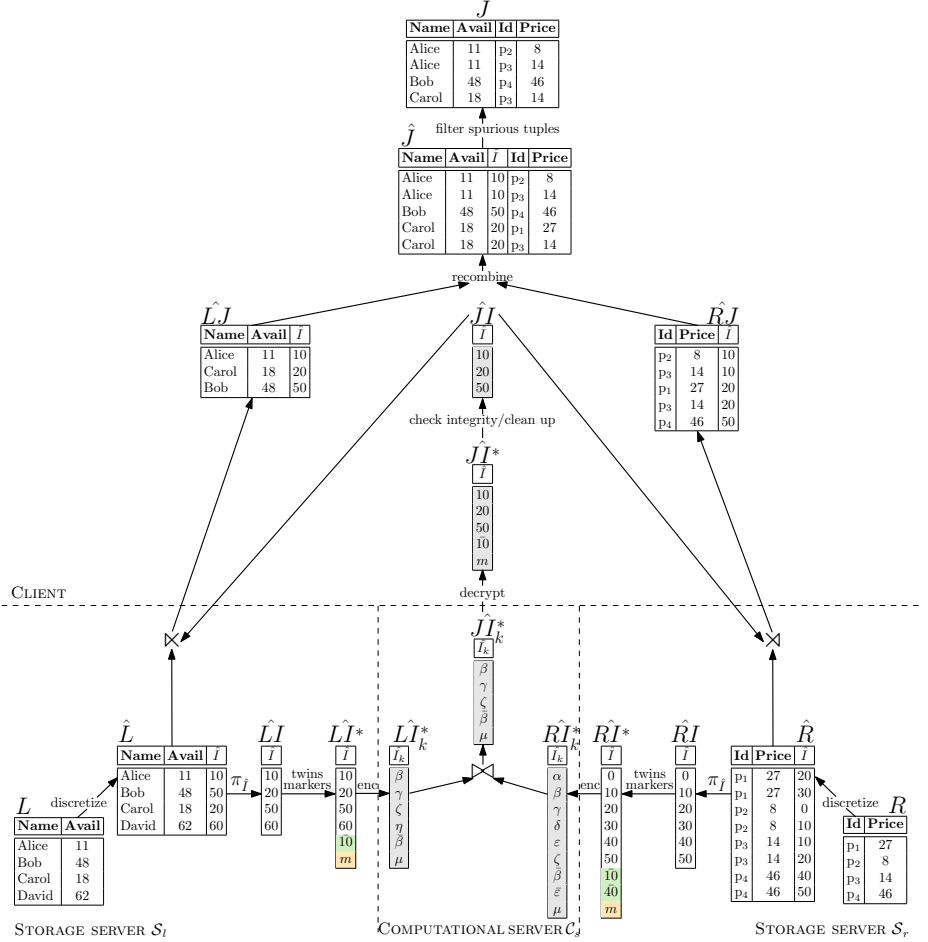 J
Name Avail Id Price
Alice 11 p₂ 8
Alice 11 p₃ 14
Bob 48 p₄ 46
Carol 18 p₃ 14
filter spurious tuples
Ĵ
Name Avail Î Id Price
Alice 11 10 p₂ 8
Alice 11 10 p₃ 14
Bob 48 50 p₄ 46
Carol 18 20 p₁ 27
Carol 18 20 p₃ 14
recombine
L̂J
Name Avail Î
Alice 11 10
Carol 18 20
Bob 48 50
ĴI
Î
10
20
50
R̂J
Id Price Î
p₂ 8 10
p₃ 14 10
p₁ 27 20
p₃ 14 20
p₄ 46 50
check integrity/clean up
ĴI*
Î
10
20
50
1̄0
m
CLIENT
decrypt
ĴI*ₖ
Îₖ
β
γ
ζ
β̄
μ
⋈
⋈
⋈
L
Name Avail
Alice 11
Bob 48
Carol 18
David 62
discretize
L̂
Name Avail Î
Alice 11 10
Bob 48 50
Carol 18 20
David 62 60
π_Î
L̂I
Î
10
20
50
60
twins
markers
L̂I*
Î
10
20
50
60
1̄0
m
enc
L̂I*ₖ
Îₖ
β
γ
ζ
η
β̄
μ
R̂I*ₖ
Îₖ
α
β
γ
δ
ε
ζ
β̄
ε̄
μ
enc
R̂I*
Î
0
10
20
30
40
50
1̄0
4̄0
m
twins
markers
R̂I
Î
0
10
20
30
40
50
π_Î
R̂
Id Price Î
p₁ 27 20
p₁ 27 30
p₂ 8 0
p₂ 8 10
p₃ 14 10
p₃ 14 20
p₄ 46 40
p₄ 46 50
discretize
R
Id Price
p₁ 27
p₂ 8
p₃ 14
p₄ 46
STORAGE SERVER 𝒮ₗ
COMPUTATIONAL SERVER 𝒞ₛ
STORAGE SERVER 𝒮ᵣ